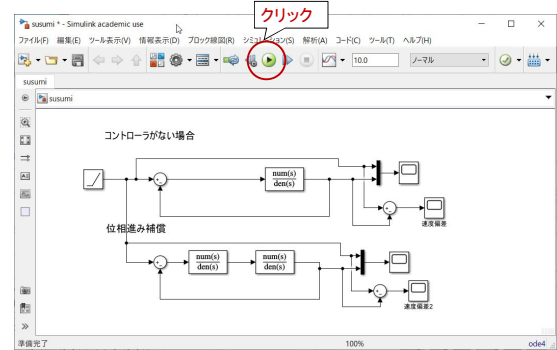 クリック
susumi * - Simulink academic use
ファイル(F) 編集(E) ツール表示(V) 情報表示(D) ブロック線図(R) シミュレーション(S) 解析(A) コード(C) ツール(T) ヘルプ(H)
10.0 ノーマル
susumi
susumi
コントローラがない場合
num(s)
den(s)
速度偏差
位相進み補償
num(s) num(s)
den(s) den(s)
速度偏差2
準備完了 100% ode4